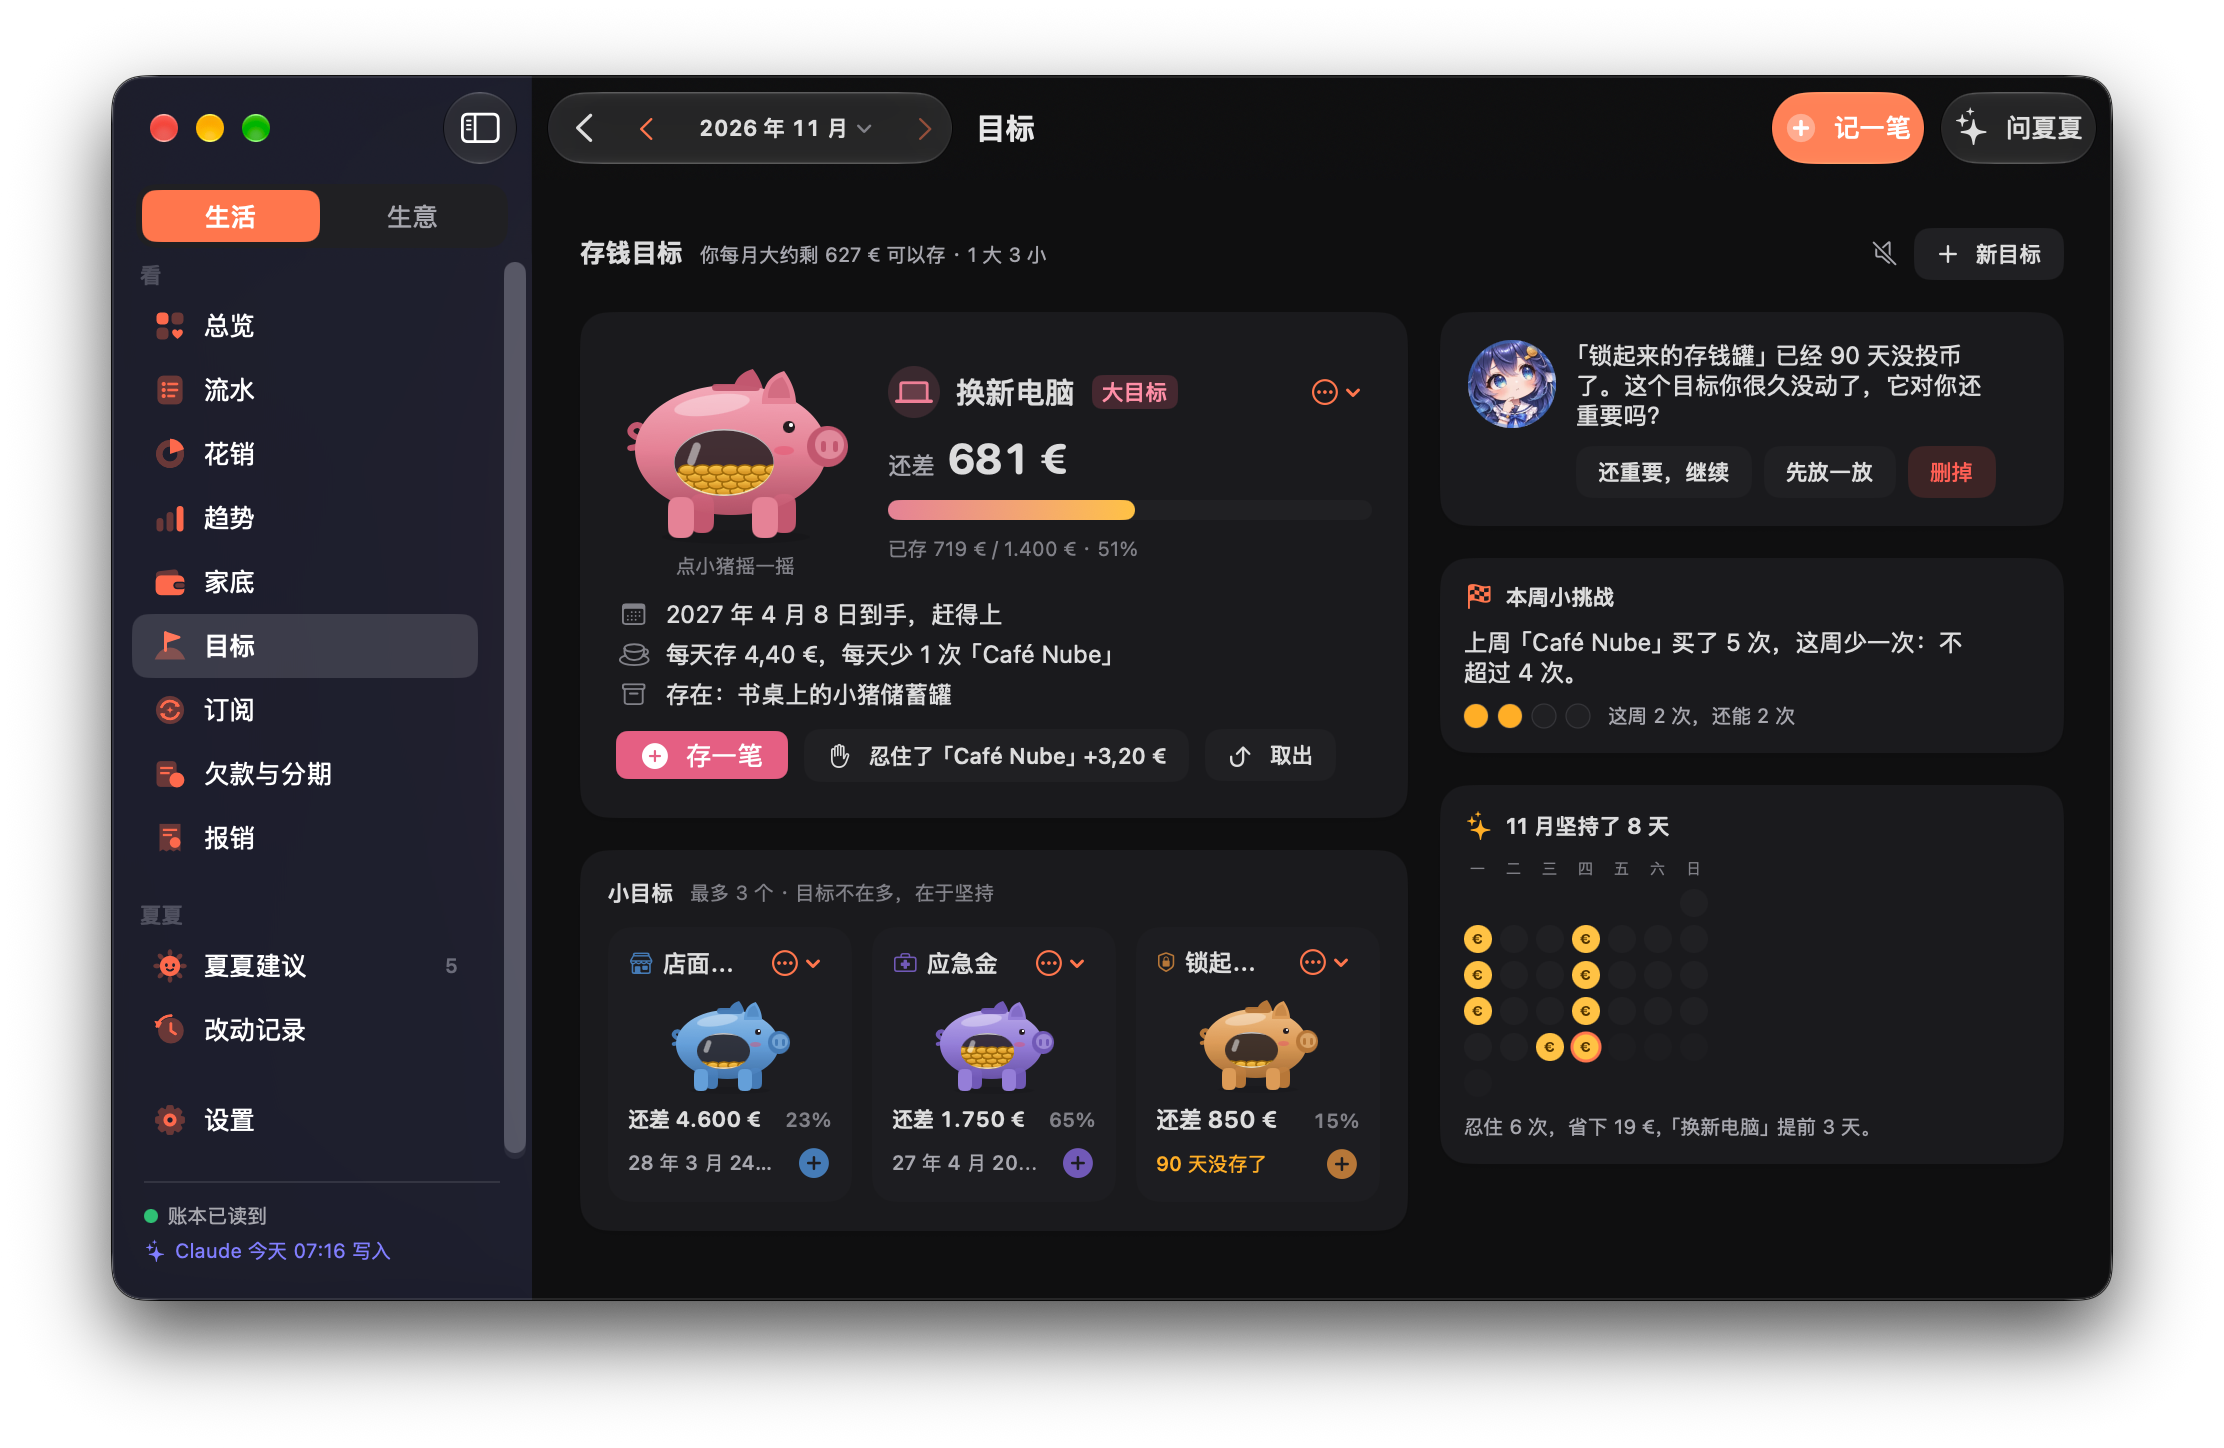 生活
生意
看
总览
流水
花销
趋势
家底
目标
订阅
欠款与分期
报销
夏夏
夏夏建议 5
改动记录
设置
账本已读到
Claude 今天 07:16 写入
2026 年 11 月
目标
记一笔
问夏夏
存钱目标 你每月大约剩 627 € 可以存 · 1 大 3 小
新目标
换新电脑 大目标
还差 681 €
已存 719 € / 1.400 € · 51%
点小猪摇一摇
2027 年 4 月 8 日到手，赶得上
每天存 4,40 €，每天少 1 次「Café Nube」
存在：书桌上的小猪储蓄罐
存一笔
忍住了「Café Nube」+3,20 €
取出
小目标 最多 3 个 · 目标不在多，在于坚持
店面…
还差 4.600 € 23%
28 年 3 月 24…
应急金
还差 1.750 € 65%
27 年 4 月 20…
锁起…
还差 850 € 15%
90 天没存了
「锁起来的存钱罐」已经 90 天没投币
了。这个目标你很久没动了，它对你还
重要吗？
还重要，继续
先放一放
删掉
本周小挑战
上周「Café Nube」买了 5 次，这周少一次：不
超过 4 次。
这周 2 次，还能 2 次
11 月坚持了 8 天
一 二 三 四 五 六 日
€ €
€ €
€ €
€ €
忍住 6 次，省下 19 €，「换新电脑」提前 3 天。